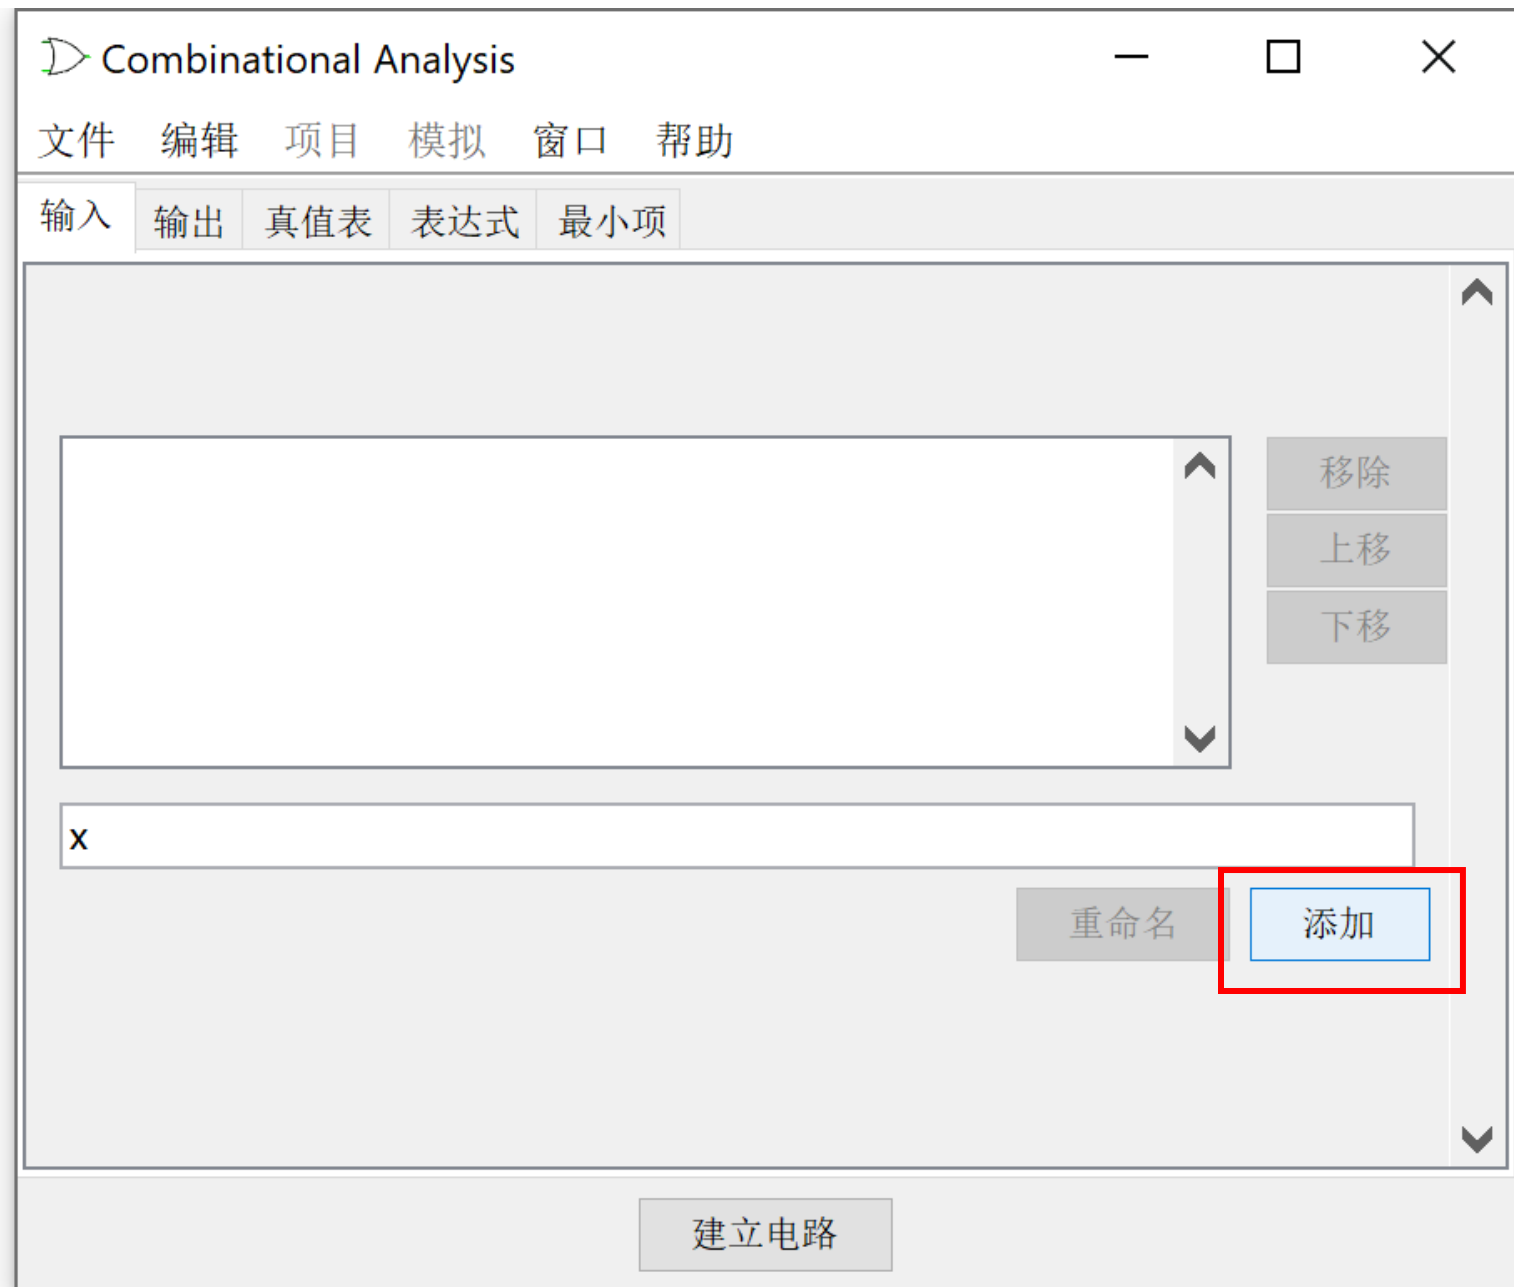 Combinational Analysis
文件 编辑 项目 模拟 窗口 帮助
输入 输出 真值表 表达式 最小项
移除
上移
下移
x
重命名 添加
建立电路